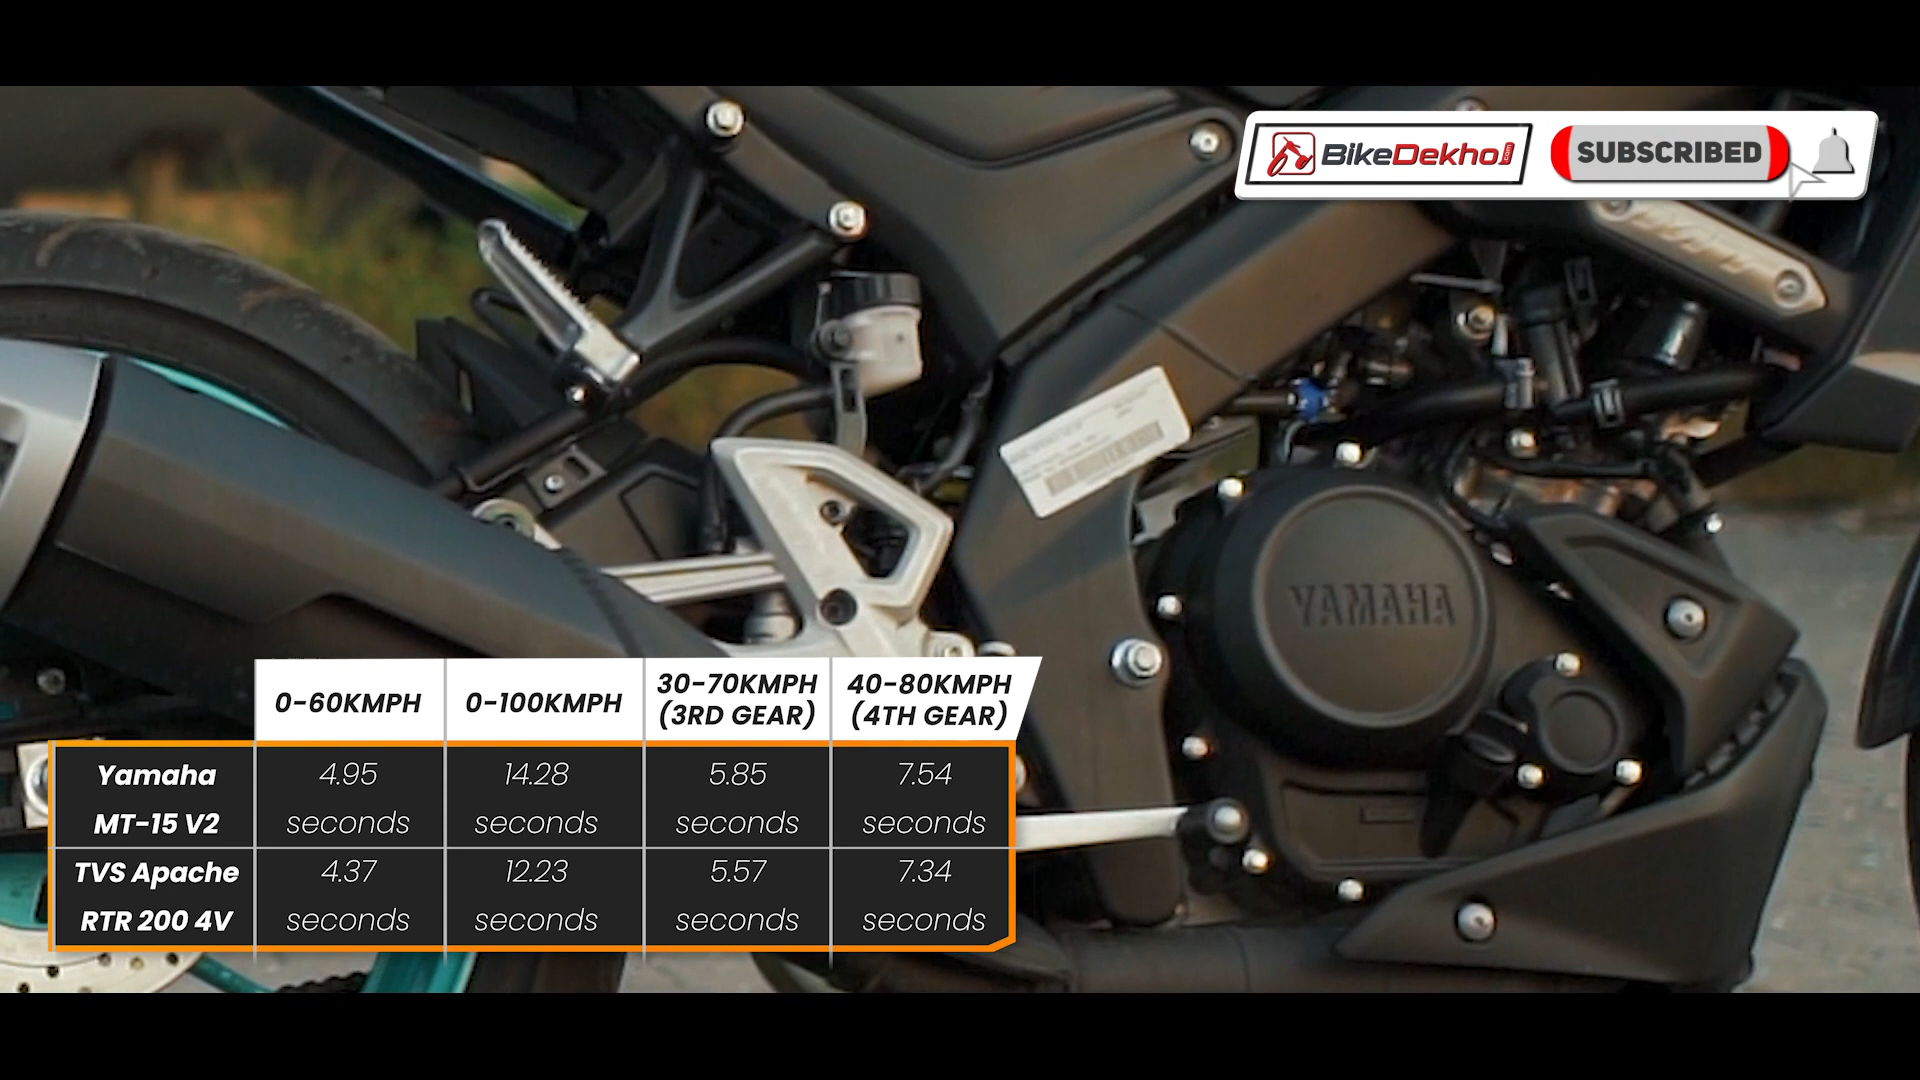 BikeDekho.com
SUBSCRIBED
YAMAHA
0-60KMPH
0-100KMPH
30-70KMPH
(3RD GEAR)
40-80KMPH
(4TH GEAR)
Yamaha
MT-15 V2
4.95
seconds
14.28
seconds
5.85
seconds
7.54
seconds
TVS Apache
RTR 200 4V
4.37
seconds
12.23
seconds
5.57
seconds
7.34
seconds